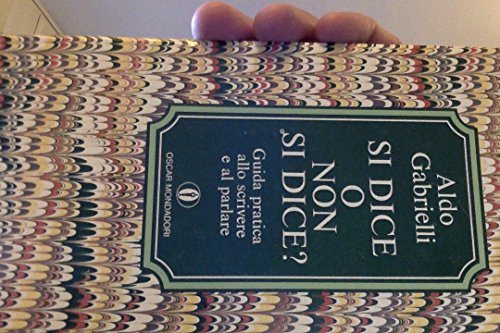 Aldo
Gabrielli
SI DICE
O
NON
SI DICE?
Guida pratica
allo scrivere
e al parlare
OSCAR MONDADORI